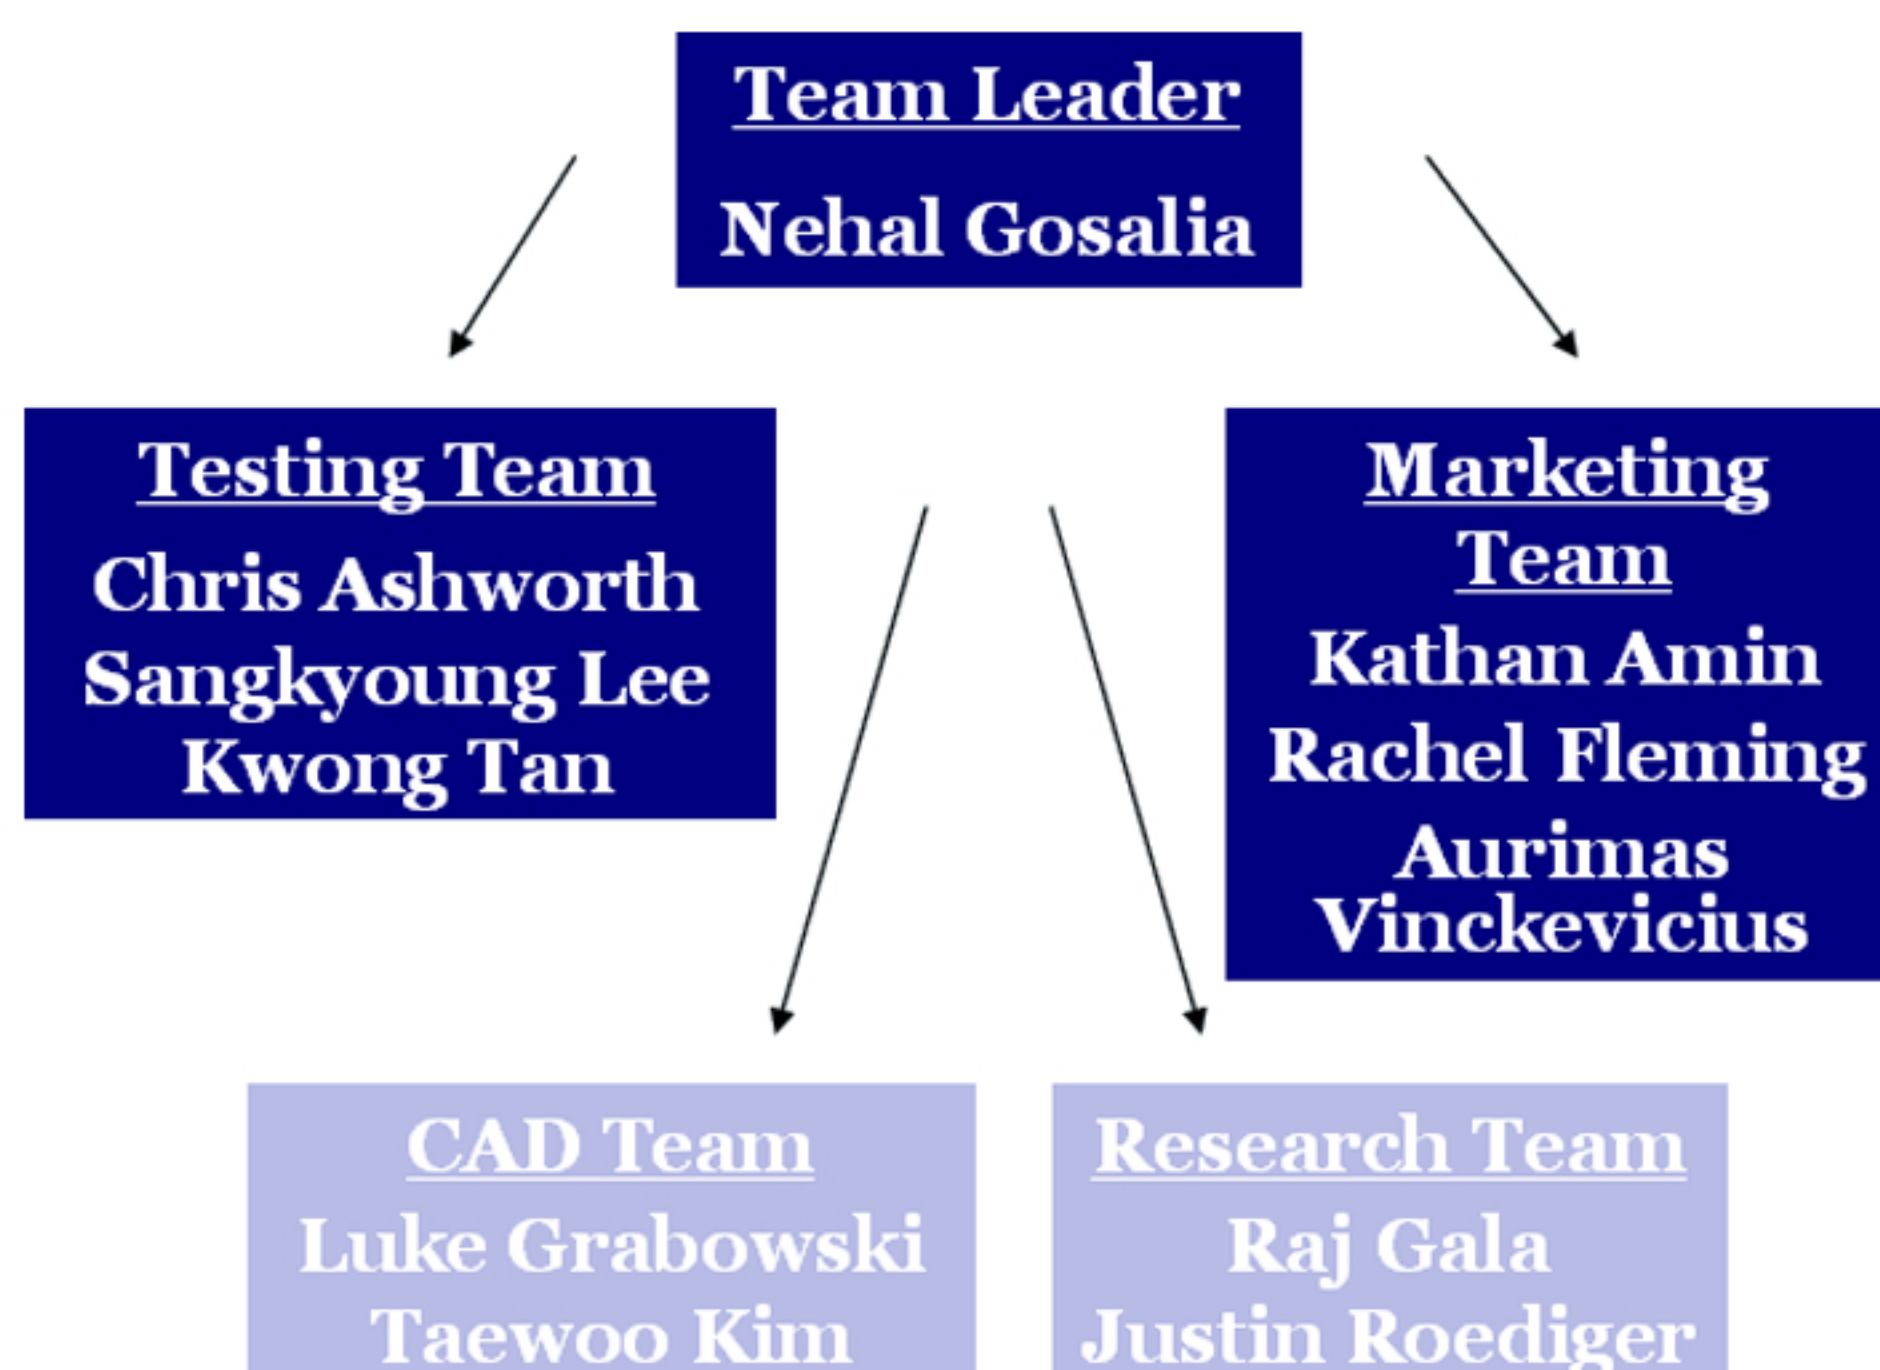 Team Leader
Nehal Gosalia
Testing Team
Chris Ashworth
Sangkyoung Lee
Kwong Tan
Marketing
Team
Kathan Amin
Rachel Fleming
Aurimas
Vinckevicius
CAD Team
Luke Grabowski
Taewoo Kim
Research Team
Raj Gala
Justin Roediger